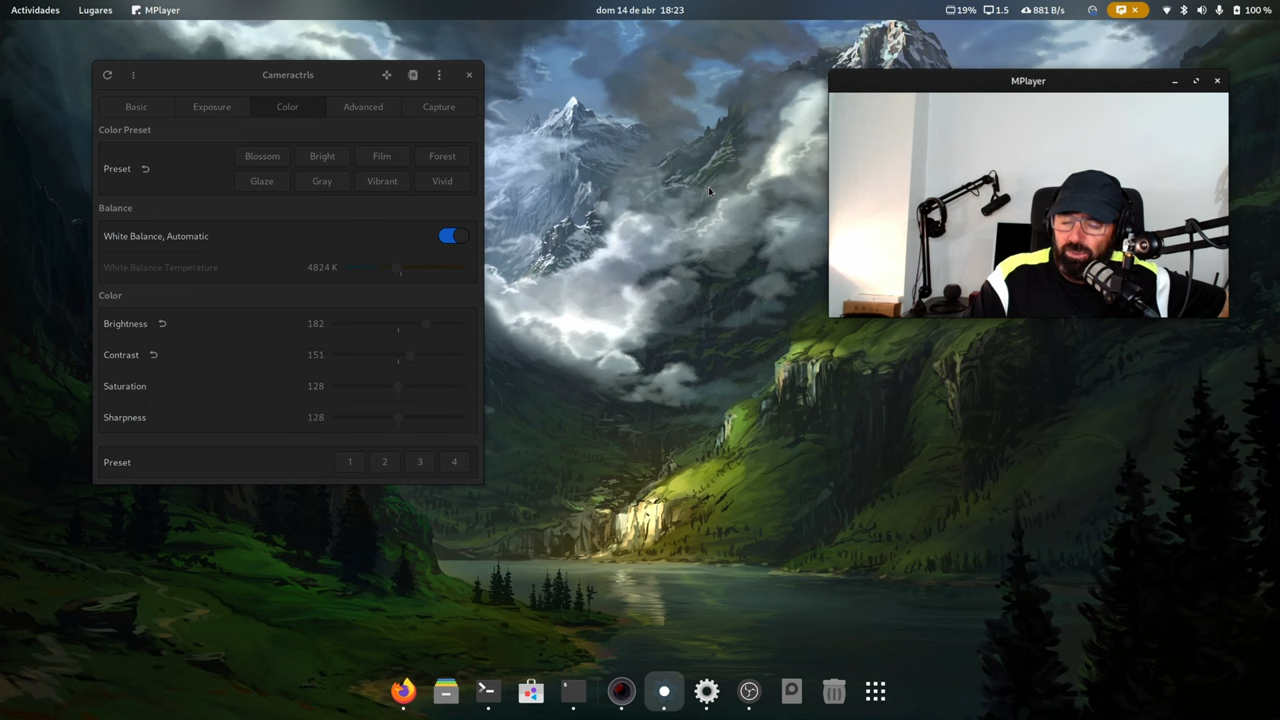 Actividades Lugares MPlayer dom 14 de abr 18:23 19% 1.5 881 B/s 100 %
Cameractrls
Basic Exposure Color Advanced Capture
Color Preset
Preset
Blossom Bright Film Forest
Glaze Gray Vibrant Vivid
Balance
White Balance, Automatic
White Balance Temperature 4824 K
Color
Brightness 182
Contrast 151
Saturation 128
Sharpness 128
Preset 1 2 3 4
MPlayer